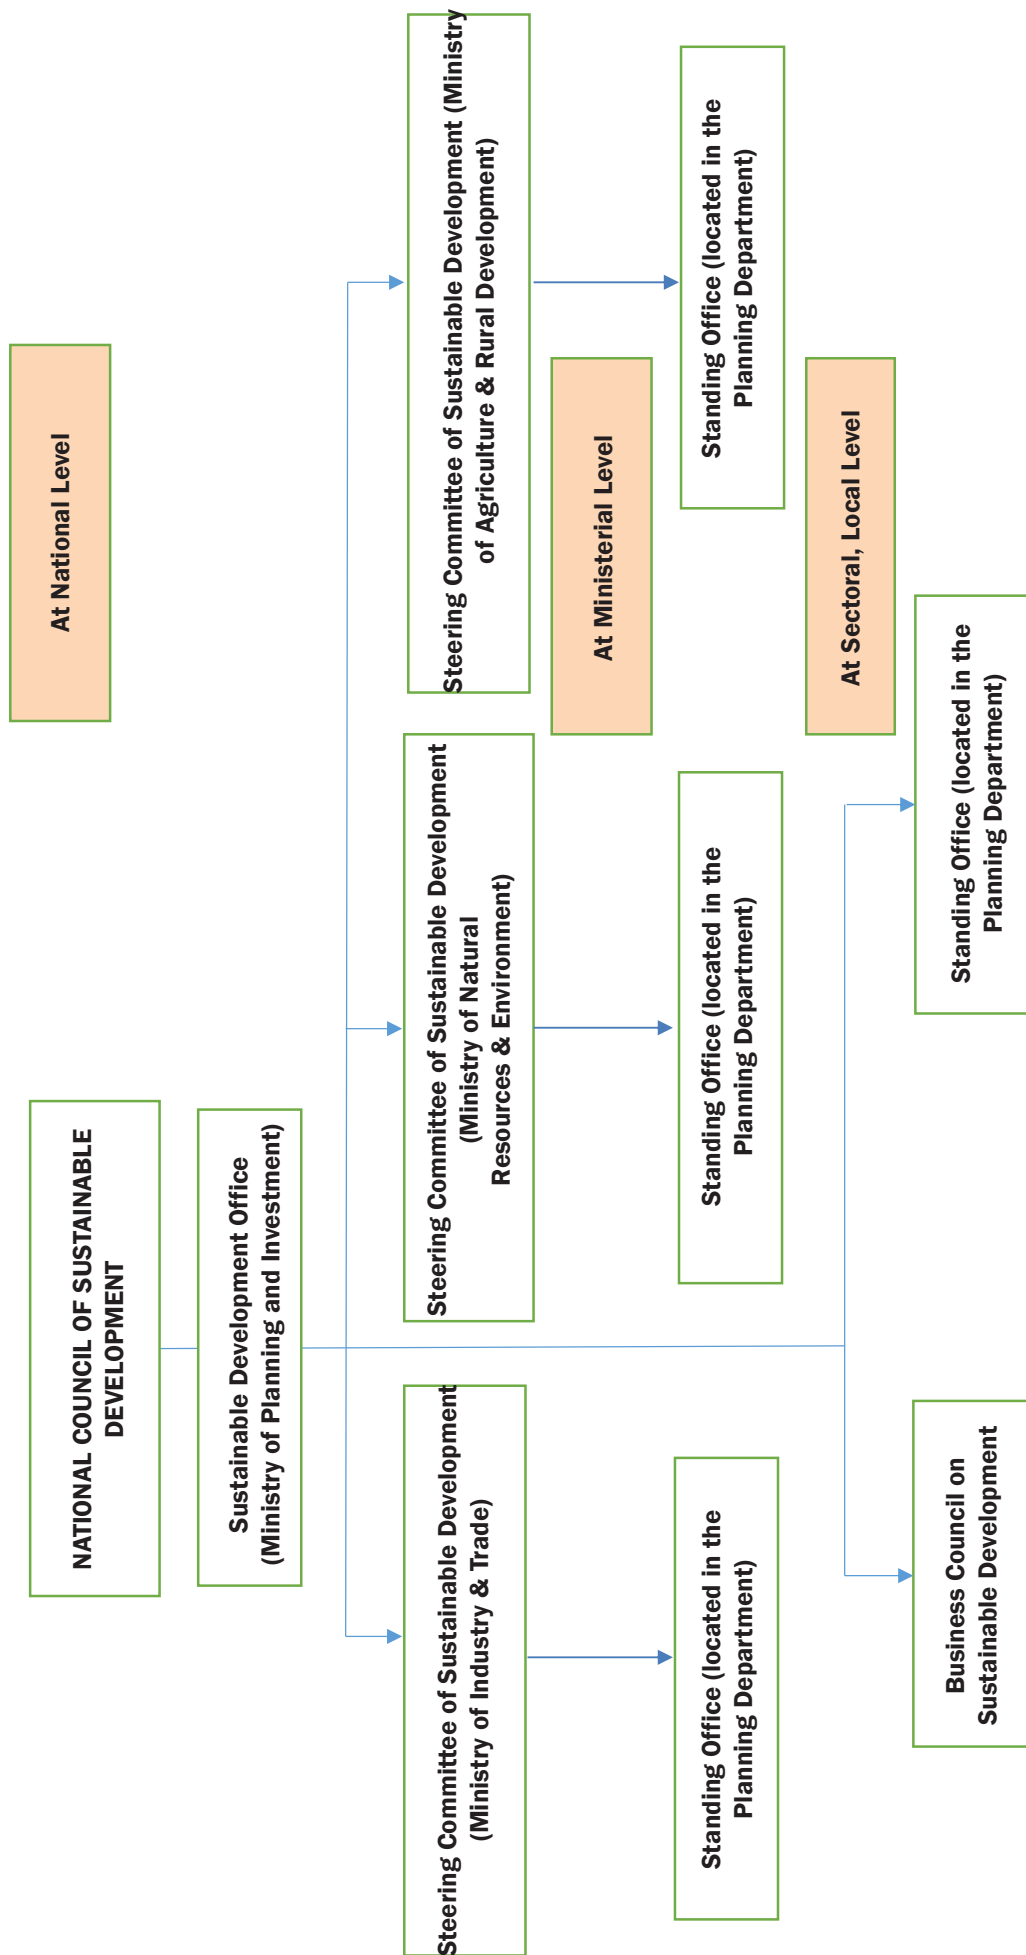 At National Level
NATIONAL COUNCIL OF SUSTAINABLE
DEVELOPMENT
Sustainable Development Office
(Ministry of Planning and Investment)
Steering Committee of Sustainable Development
(Ministry of Industry & Trade)
Steering Committee of Sustainable Development
(Ministry of Natural
Resources & Environment)
Steering Committee of Sustainable Development (Ministry
of Agriculture & Rural Development)
At Ministerial Level
Standing Office (located in the
Planning Department)
Standing Office (located in the
Planning Department)
Standing Office (located in the
Planning Department)
At Sectoral, Local Level
Business Council on
Sustainable Development
Standing Office (located in the
Planning Department)